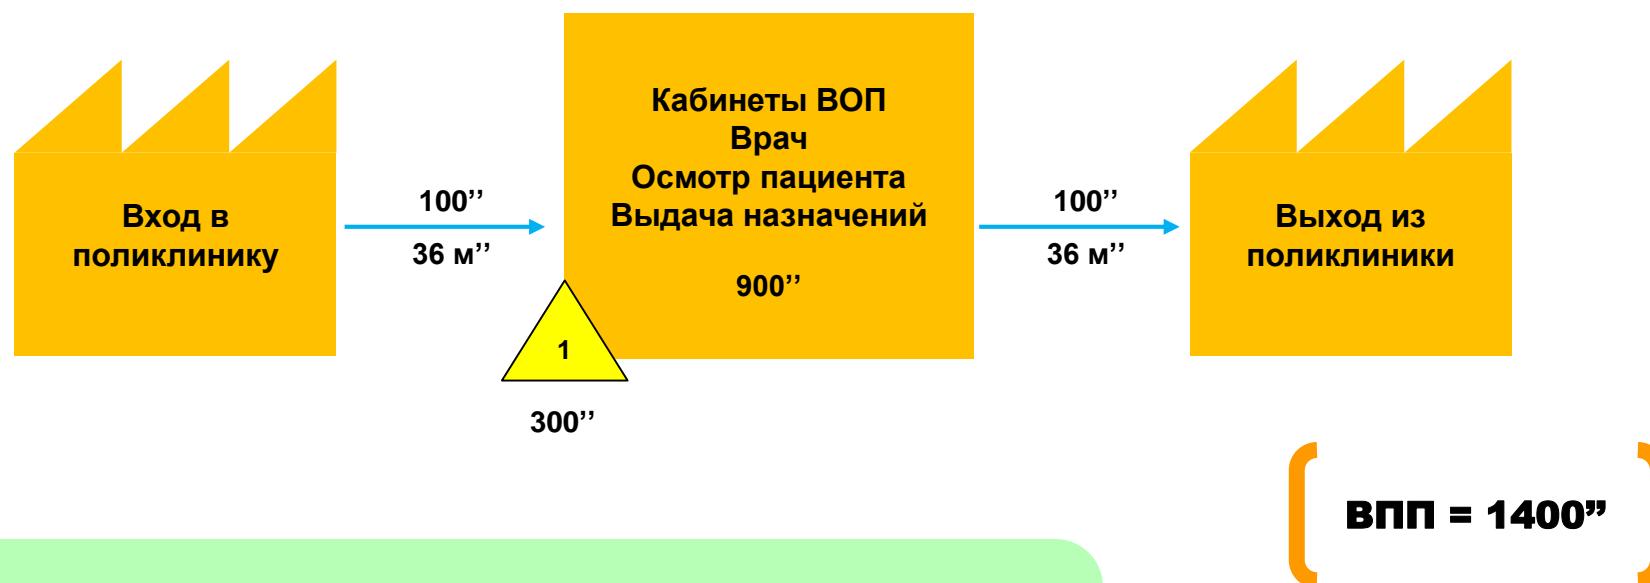 Вход в
поликлинику
100’’
36 м’’
Кабинеты ВОП
Врач
Осмотр пациента
Выдача назначений
900’’
1
300’’
100’’
36 м’’
Выход из
поликлиники
ВПП = 1400”